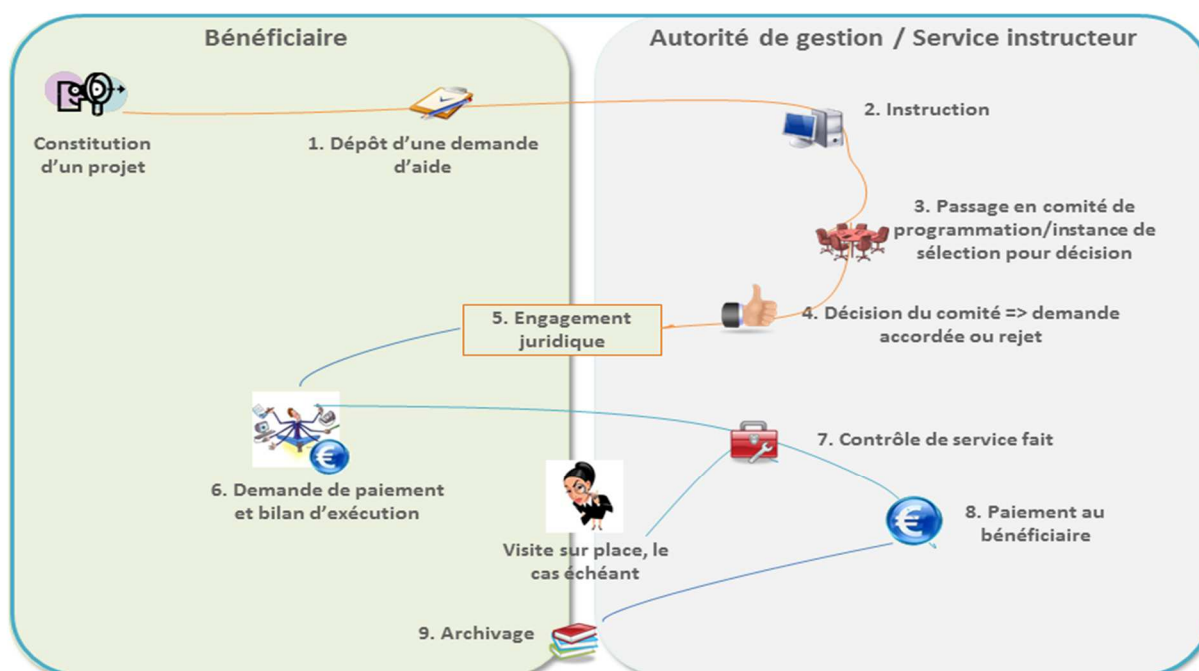 Bénéficiaire
Autorité de gestion / Service instructeur
Constitution
d'un projet
1. Dépôt d'une demande
d'aide
2. Instruction
3. Passage en comité de
programmation/instance de
sélection pour décision
4. Décision du comité => demande
accordée ou rejet
5. Engagement
juridique
6. Demande de paiement
et bilan d'exécution
7. Contrôle de service fait
Visite sur place, le
cas échéant
8. Paiement au
bénéficiaire
9. Archivage